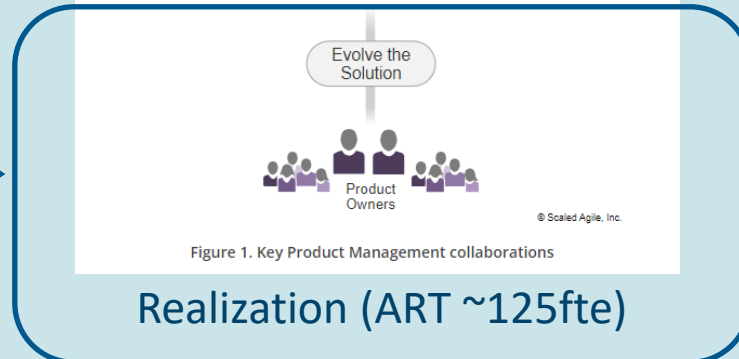 Evolve the
Solution
Product
Owners
© Scaled Agile, Inc.
Figure 1. Key Product Management collaborations
Realization (ART ~125fte)